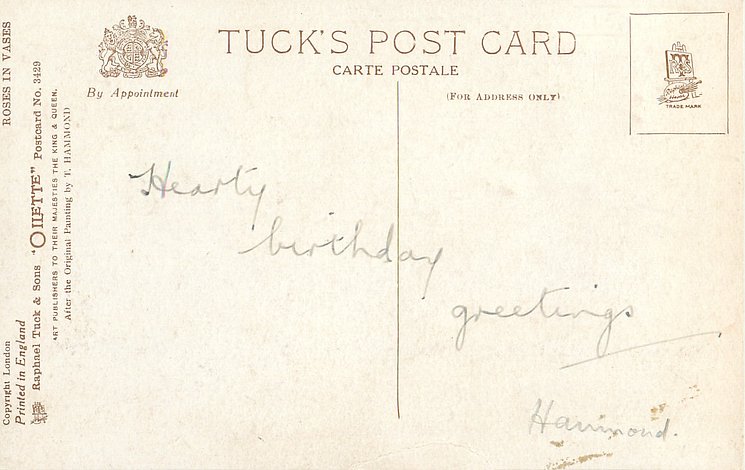 TUCK'S POST CARD
CARTE POSTALE
By Appointment
(FOR ADDRESS ONLY)
TRADE MARK
ROSES IN VASES
Raphael Tuck & Sons "OILETTE" Postcard No. 3429
ART PUBLISHERS TO THEIR MAJESTIES THE KING & QUEEN.
After the Original Painting by T. HAMMOND
Copyright London
Printed in England
Hearty
birthday
greetings
Hammond.